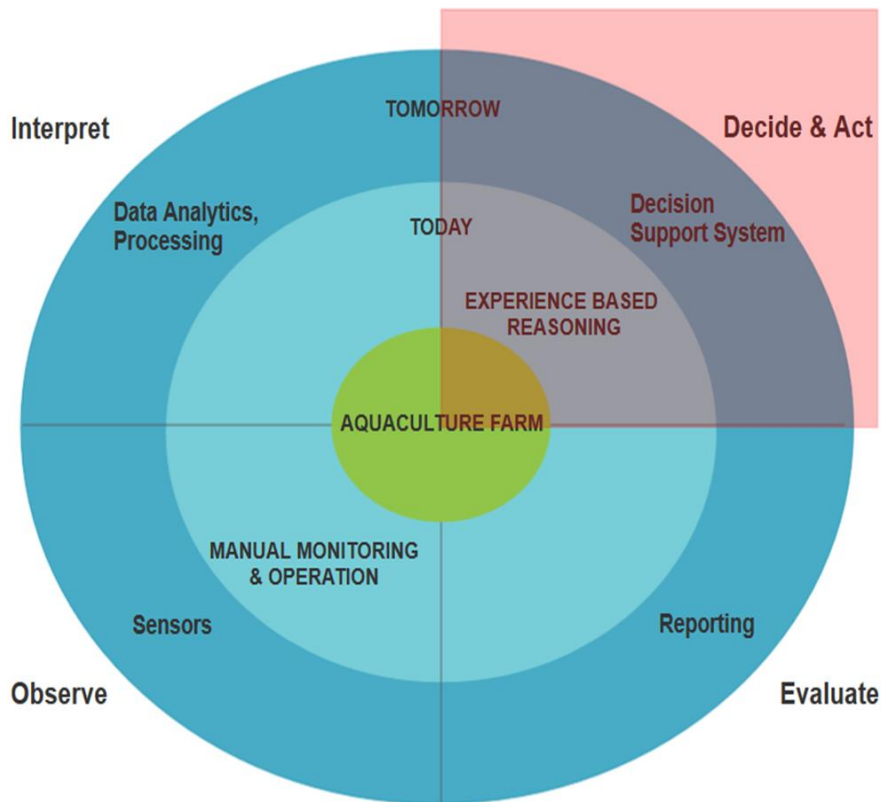 TOMORROW
Interpret
Decide & Act
Data Analytics,
Processing
Decision
Support System
TODAY
EXPERIENCE BASED
REASONING
AQUACULTURE FARM
MANUAL MONITORING
& OPERATION
Sensors
Reporting
Observe
Evaluate